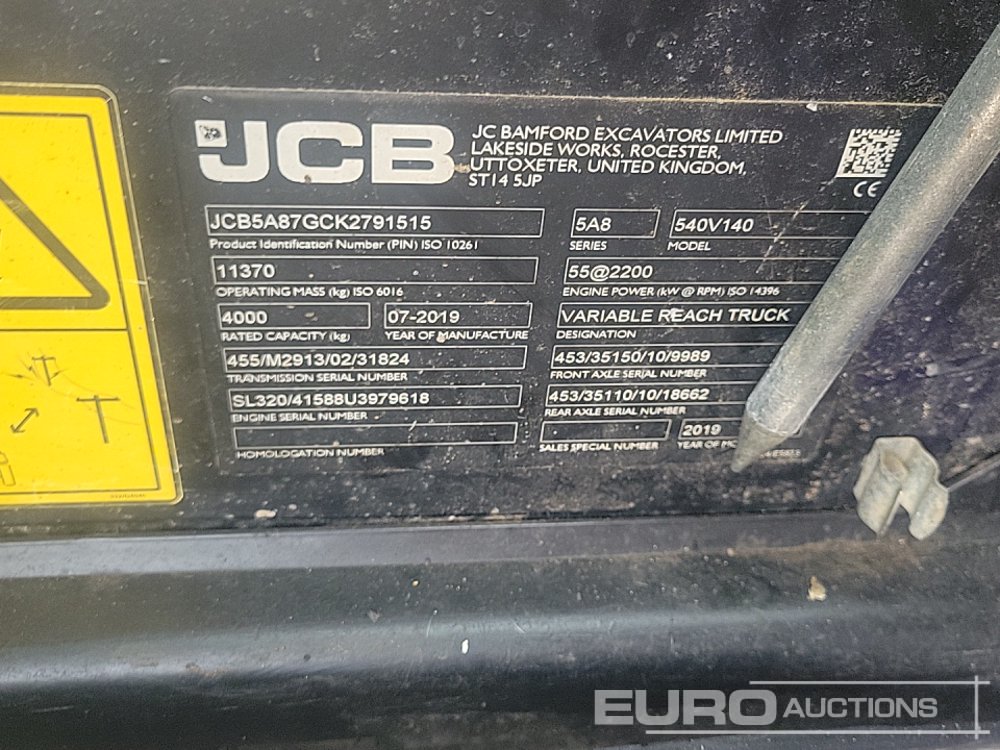 JCB
JC BAMFORD EXCAVATORS LIMITED
LAKESIDE WORKS, ROCESTER,
UTTOXETER, UNITED KINGDOM,
ST14 5JP
CE
JCB5A87GCK2791515
Product Identification Number (PIN) ISO 10261
5A8
SERIES
540V140
MODEL
11370
OPERATING MASS (kg) ISO 6016
55@2200
ENGINE POWER (kW @ RPM) ISO 14396
4000
RATED CAPACITY (kg)
07-2019
YEAR OF MANUFACTURE
VARIABLE REACH TRUCK
DESIGNATION
455/M2913/02/31824
TRANSMISSION SERIAL NUMBER
453/35150/10/9989
FRONT AXLE SERIAL NUMBER
SL320/41588U3979618
ENGINE SERIAL NUMBER
453/35110/10/18662
REAR AXLE SERIAL NUMBER
HOMOLOGATION NUMBER
SALES SPECIAL NUMBER
2019
YEAR OF
EURO AUCTIONS